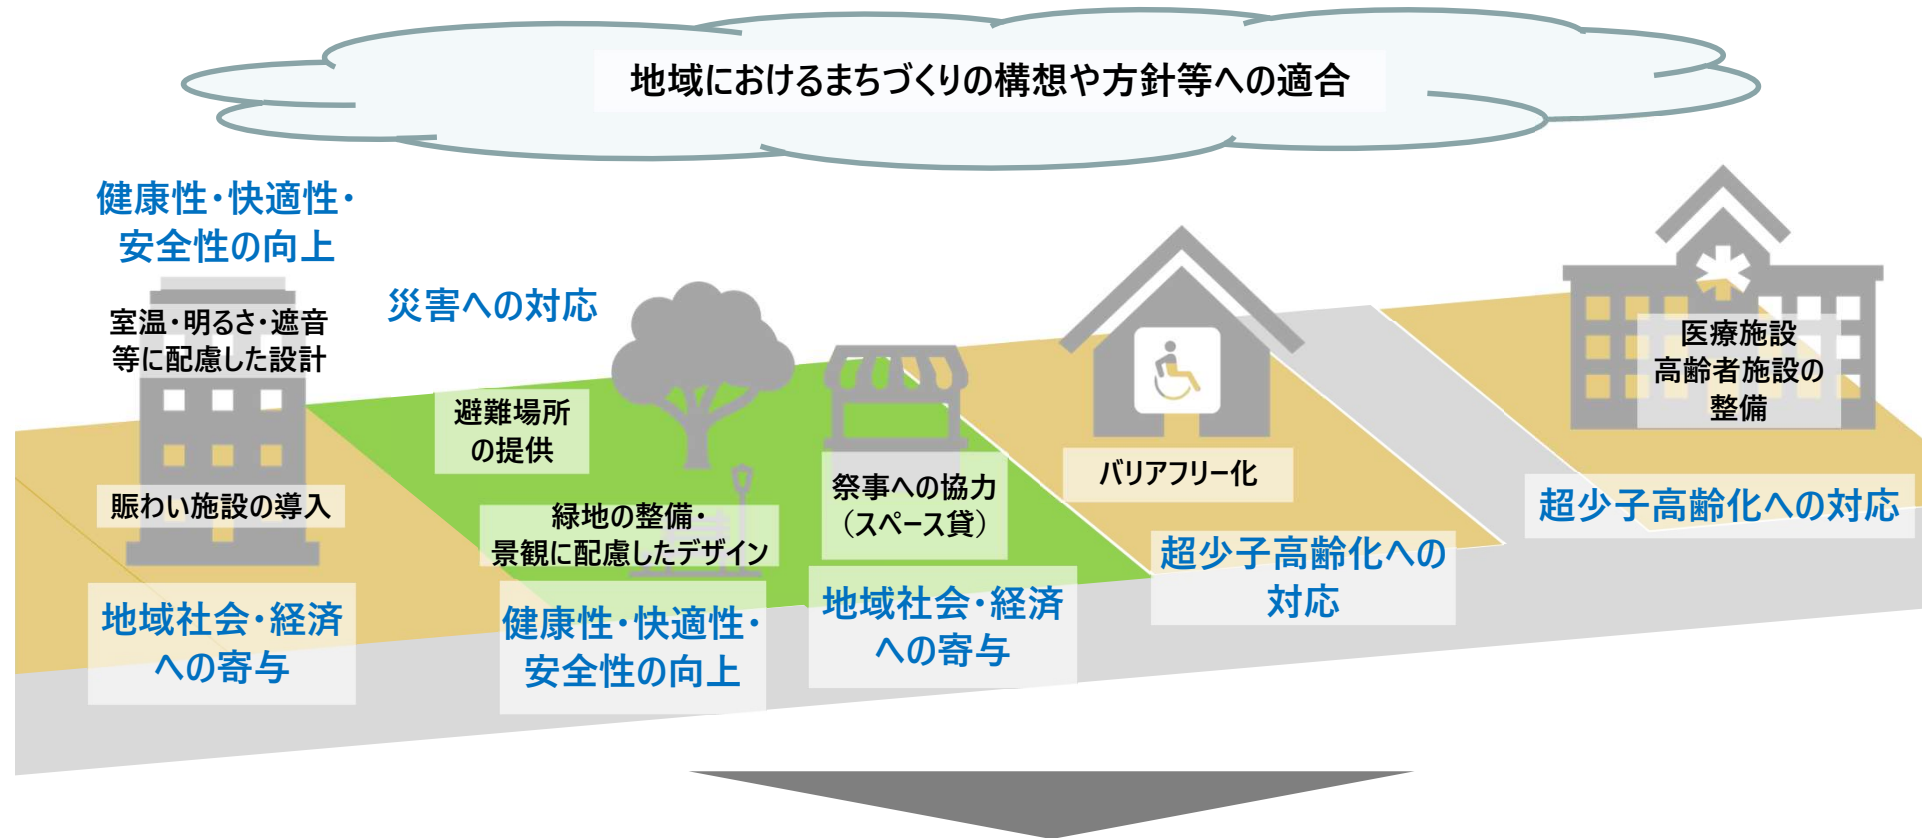 地域におけるまちづくりの構想や方針等への適合
健康性・快適性・
安全性の向上
室温・明るさ・遮音
等に配慮した設計
賑わい施設の導入
地域社会・経済
への寄与
災害への対応
避難場所
の提供
緑地の整備・
景観に配慮したデザイン
健康性・快適性・
安全性の向上
祭事への協力
（スペース貸）
地域社会・経済
への寄与
バリアフリー化
超少子高齢化への
対応
医療施設
高齢者施設の
整備
超少子高齢化への対応